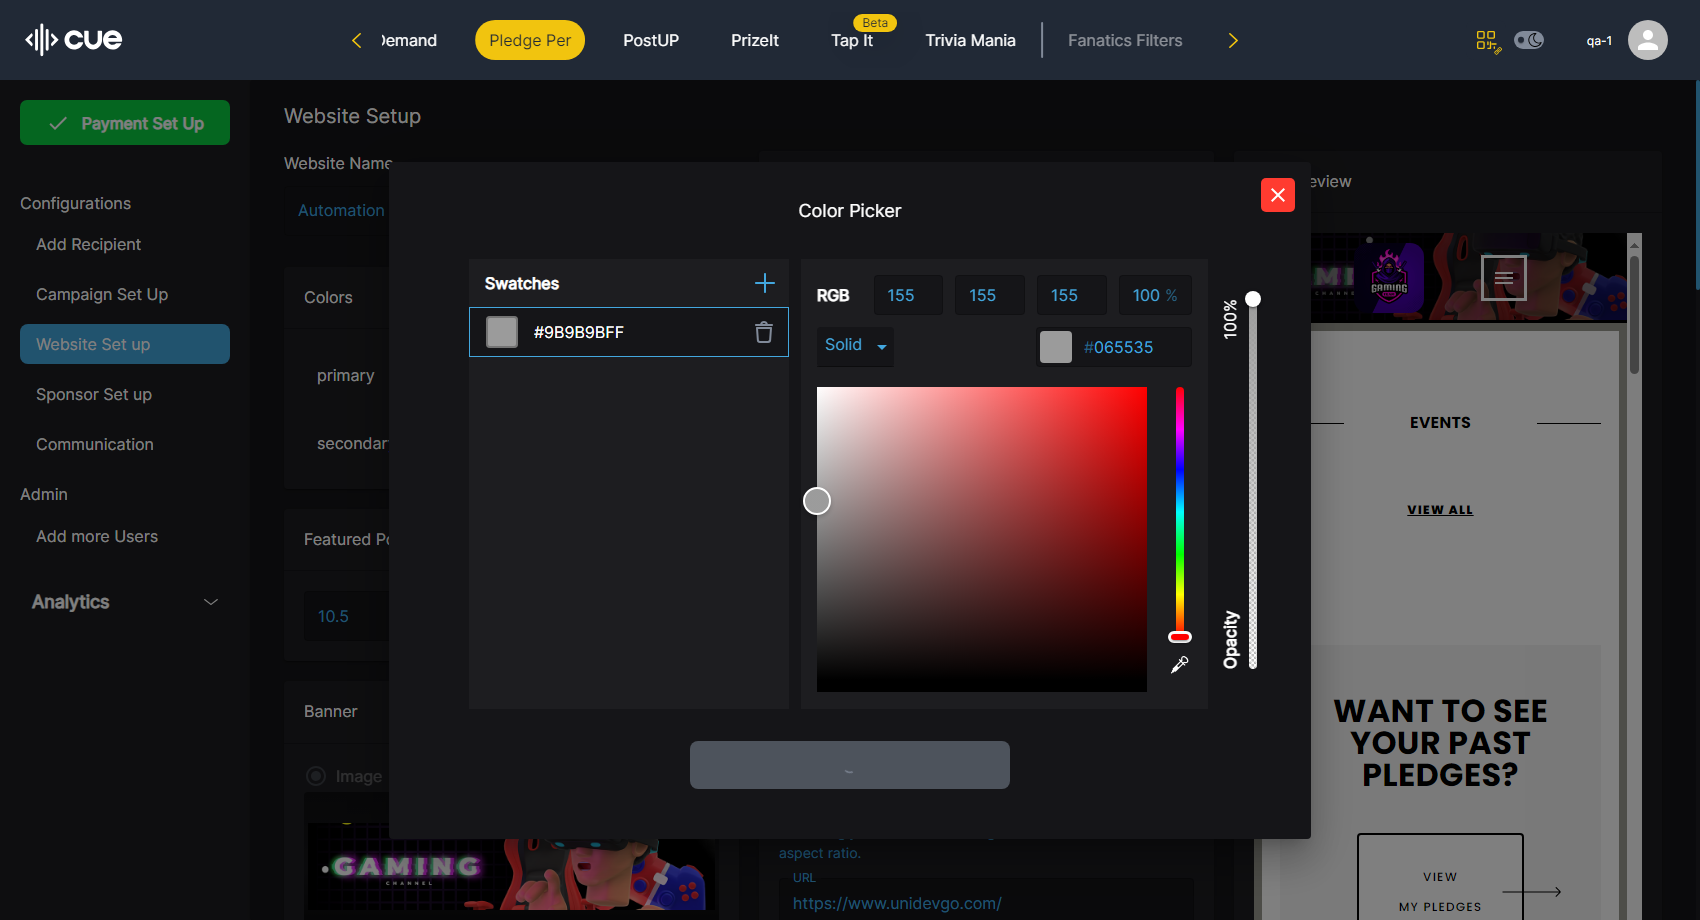 cue
Demand
Pledge Per
PostUP
PrizeIt
Beta
Tap It
Trivia Mania
Fanatics Filters
qa-1
Payment Set Up
Configurations
Add Recipient
Campaign Set Up
Website Set up
Sponsor Set up
Communication
Admin
Add more Users
Analytics
Website Setup
Website Name
Automation
Colors
primary
secondar
Featured Po
10.5
Banner
Image
GAMING
CHANNEL
Color Picker
Swatches
#9B9B9BFF
RGB
155
155
155
100 %
Solid
#065535
100%
Opacity
aspect ratio.
URL
https://www.unidevgo.com/
eview
GAMING
EVENTS
VIEW ALL
WANT TO SEE
YOUR PAST
PLEDGES?
VIEW
MY PLEDGES